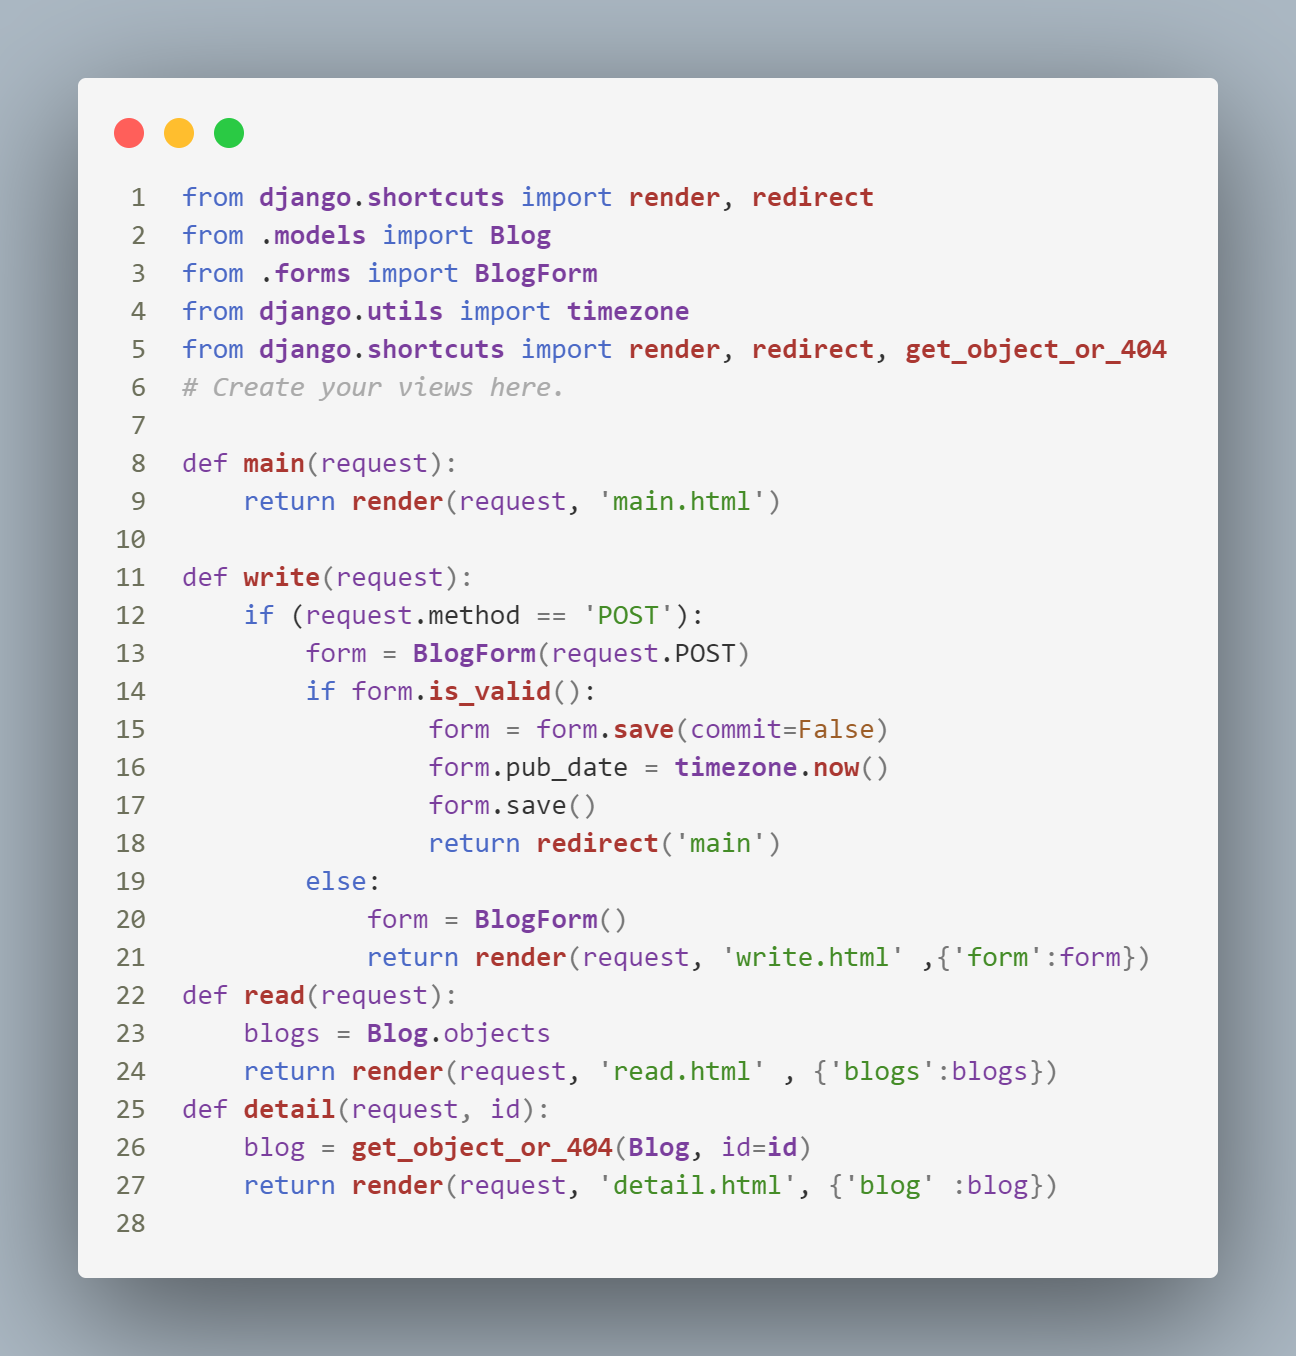 1 from django.shortcuts import render, redirect
2 from .models import Blog
3 from .forms import BlogForm
4 from django.utils import timezone
5 from django.shortcuts import render, redirect, get_object_or_404
6 # Create your views here.
7
8 def main(request):
9     return render(request, 'main.html')
10
11 def write(request):
12     if (request.method == 'POST'):
13         form = BlogForm(request.POST)
14         if form.is_valid():
15                 form = form.save(commit=False)
16                 form.pub_date = timezone.now()
17                 form.save()
18                 return redirect('main')
19         else:
20             form = BlogForm()
21             return render(request, 'write.html' ,{'form':form})
22 def read(request):
23     blogs = Blog.objects
24     return render(request, 'read.html' , {'blogs':blogs})
25 def detail(request, id):
26     blog = get_object_or_404(Blog, id=id)
27     return render(request, 'detail.html', {'blog' :blog})
28